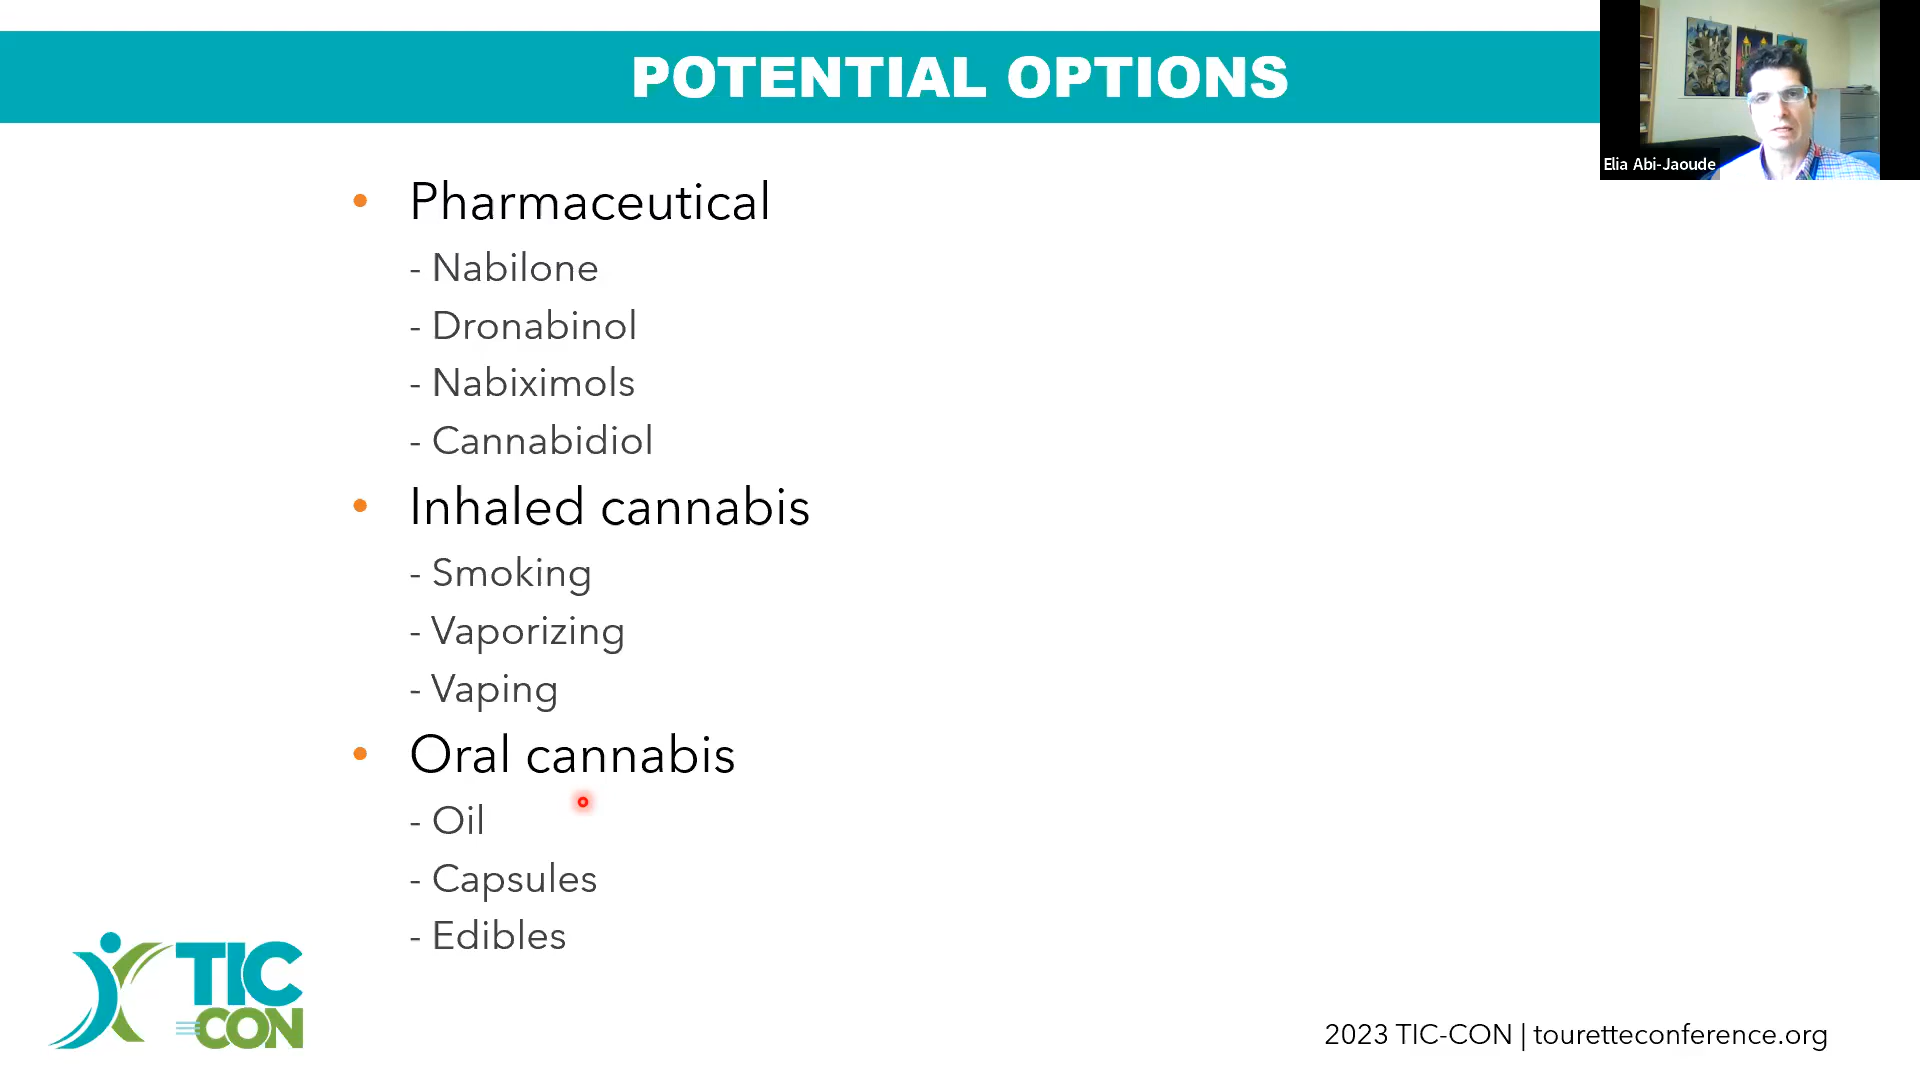 POTENTIAL OPTIONS
Elia Abi-Jaoude
• Pharmaceutical
- Nabilone
- Dronabinol
- Nabiximols
- Cannabidiol
• Inhaled cannabis
- Smoking
- Vaporizing
- Vaping
• Oral cannabis
- Oil
- Capsules
- Edibles
TIC
CON
2023 TIC-CON | touretteconference.org